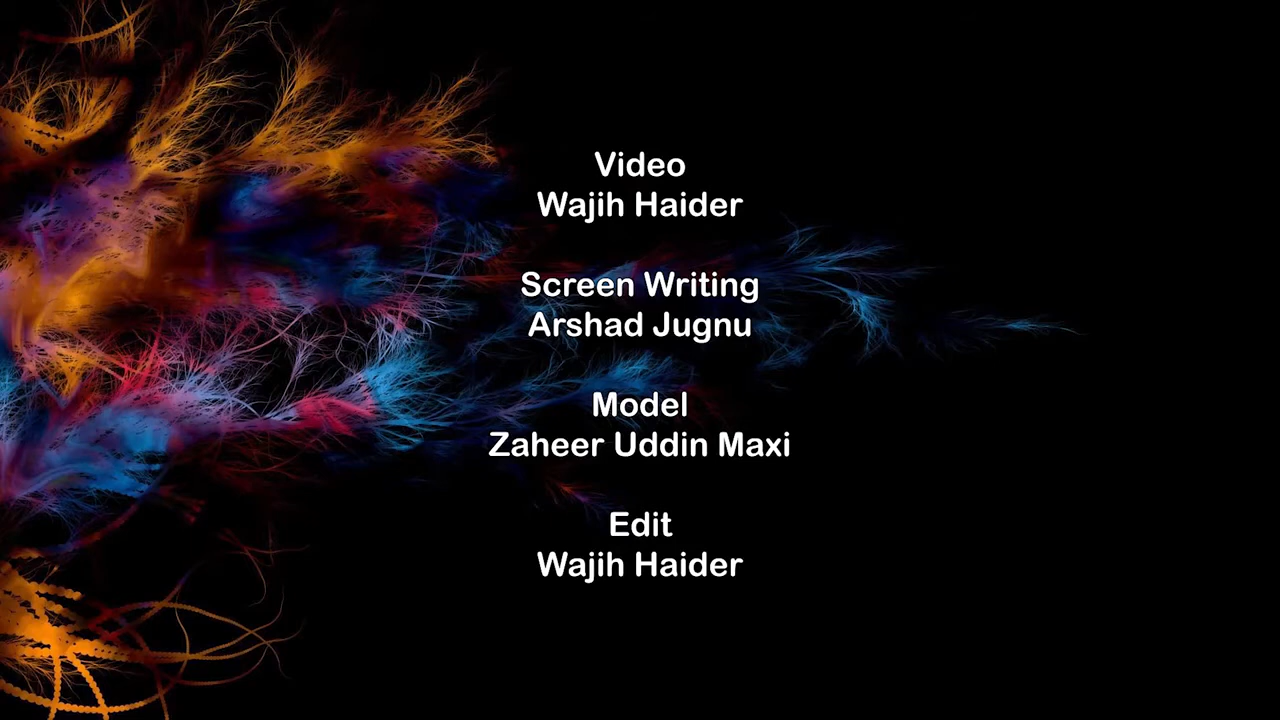 Video
Wajih Haider
Screen Writing
Arshad Jugnu
Model
Zaheer Uddin Maxi
Edit
Wajih Haider